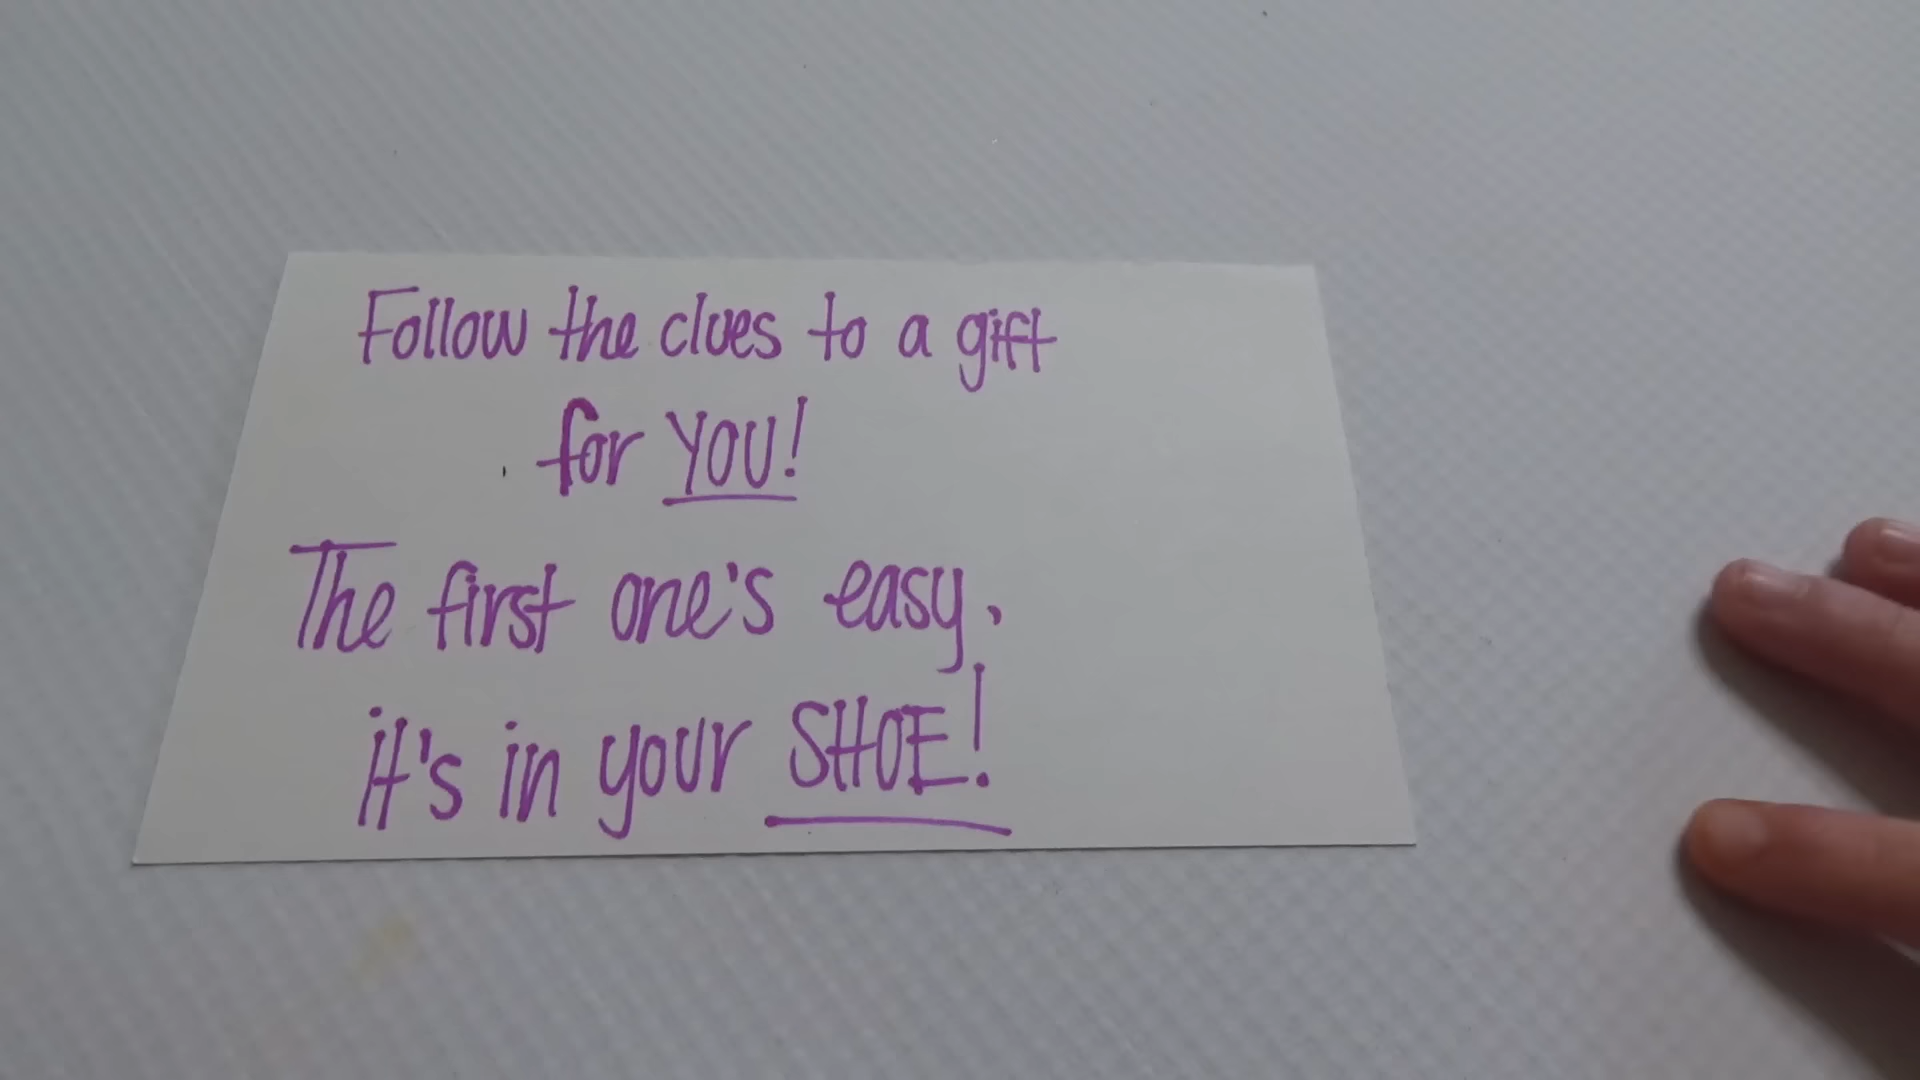 Follow the clues to a gift
for YOU!
The first one's easy,
it's in your SHOE!